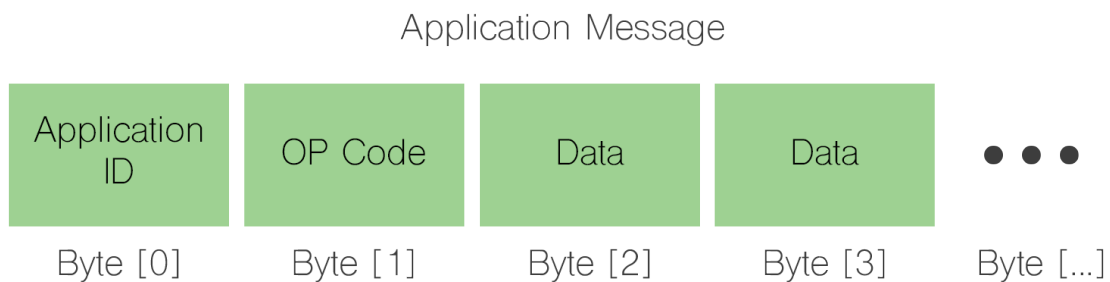 Application Message
Application
ID
OP Code
Data
Data
Byte [0]
Byte [1]
Byte [2]
Byte [3]
Byte [...]